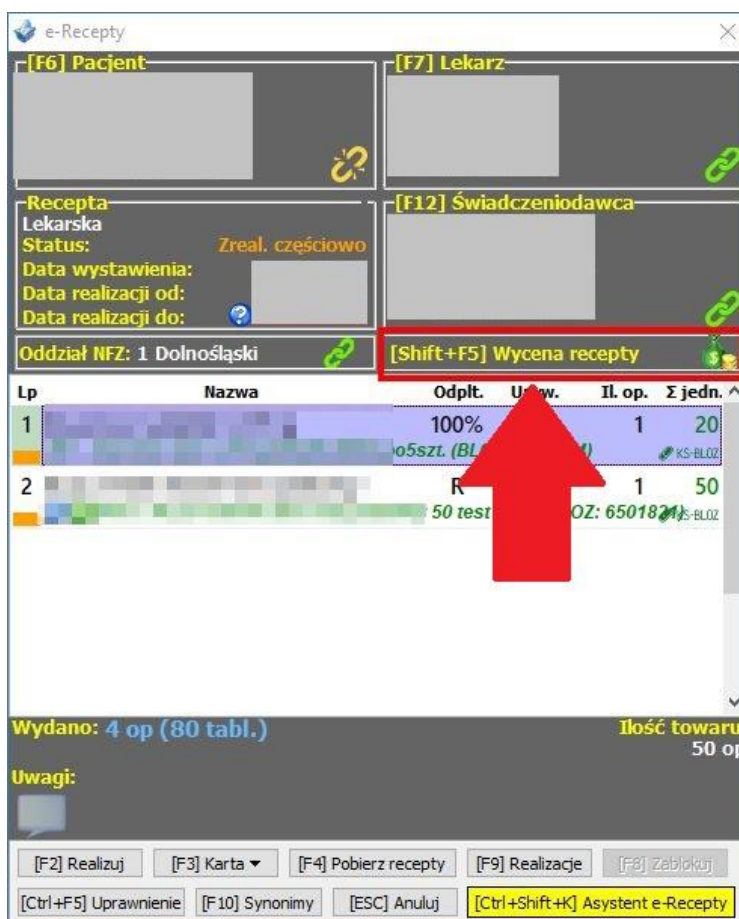 e-Recepty
[F6] Pacjent
[F7] Lekarz
Recepta
Lekarska
Status: Zreal. częściowo
Data wystawienia:
Data realizacji od:
Data realizacji do:
[F12] Świadczeniodawca
Oddział NFZ: 1 Dolnośląski
[Shift+F5] Wycena recepty
Lp Nazwa Odpłt. Il. op. Σ jedn.
1 100% 1 20
KS-BLOZ
2 R 1 50
50 test OZ: 6501821)
KS-BLOZ
Wydano: 4 op (80 tabl.)
Ilość towaru
50 op
Uwagi:
[F2] Realizuj [F3] Karta [F4] Pobierz recepty [F9] Realizacje [F8] Zablokuj
[Ctrl+F5] Uprawnienie [F10] Synonimy [ESC] Anuluj [Ctrl+Shift+K] Asystent e-Recepty